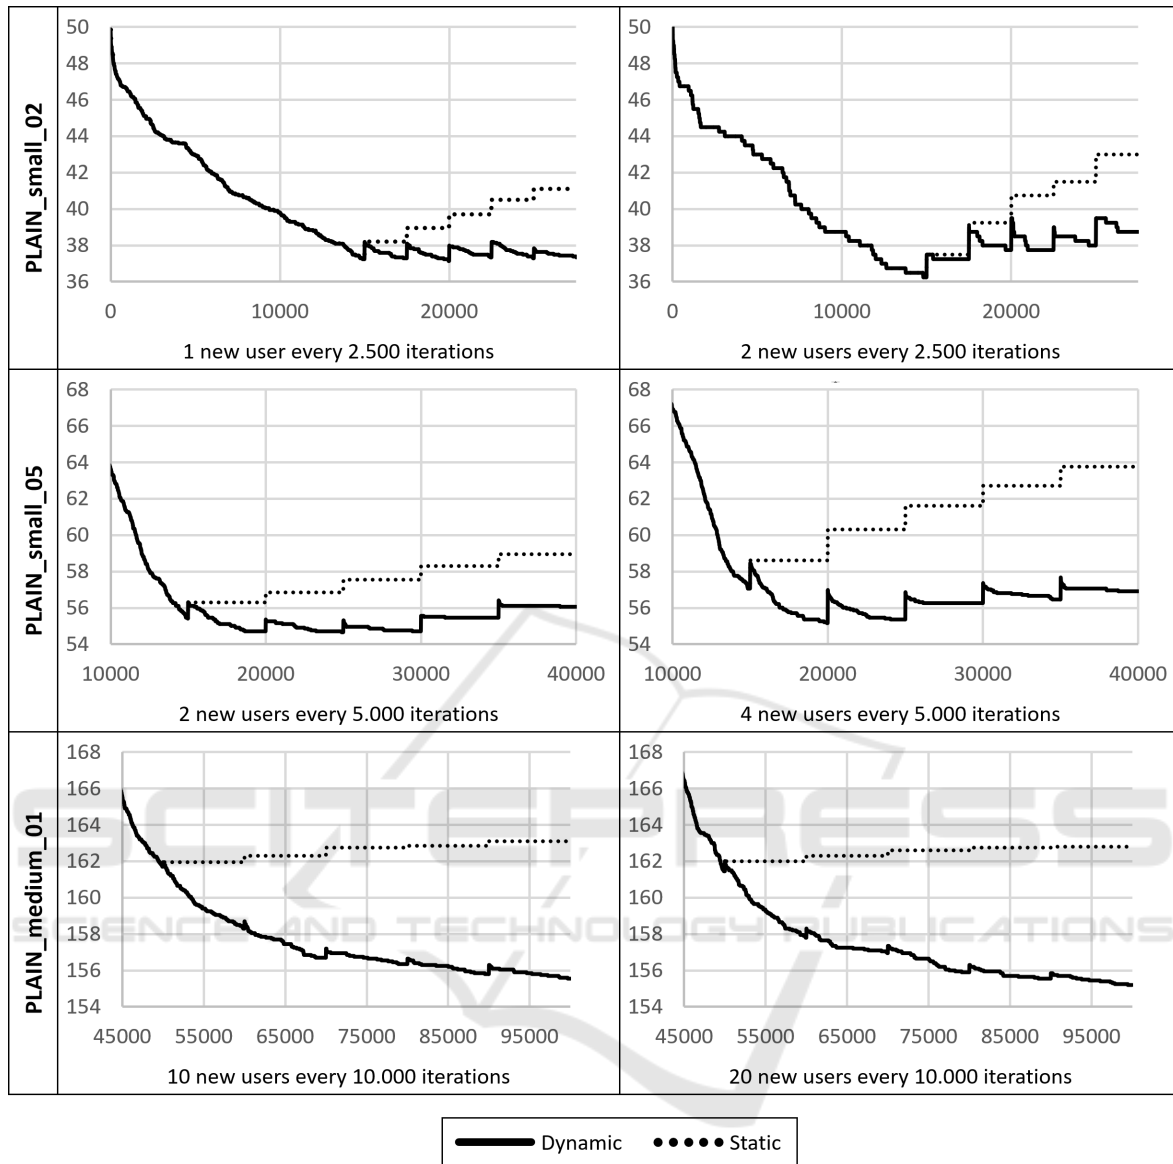 PLAIN_small_02
50
48
46
44
42
40
38
36
0 10000 20000
1 new user every 2.500 iterations
50
48
46
44
42
40
38
36
0 10000 20000
2 new users every 2.500 iterations
PLAIN_small_05
68
66
64
62
60
58
56
54
10000 20000 30000 40000
2 new users every 5.000 iterations
68
66
64
62
60
58
56
54
10000 20000 30000 40000
4 new users every 5.000 iterations
PLAIN_medium_01
168
166
164
162
160
158
156
154
45000 55000 65000 75000 85000 95000
10 new users every 10.000 iterations
168
166
164
162
160
158
156
154
45000 55000 65000 75000 85000 95000
20 new users every 10.000 iterations
SCITEPRESS
SCIENCE AND TECHNOLOGY PUBLICATIONS
Dynamic Static